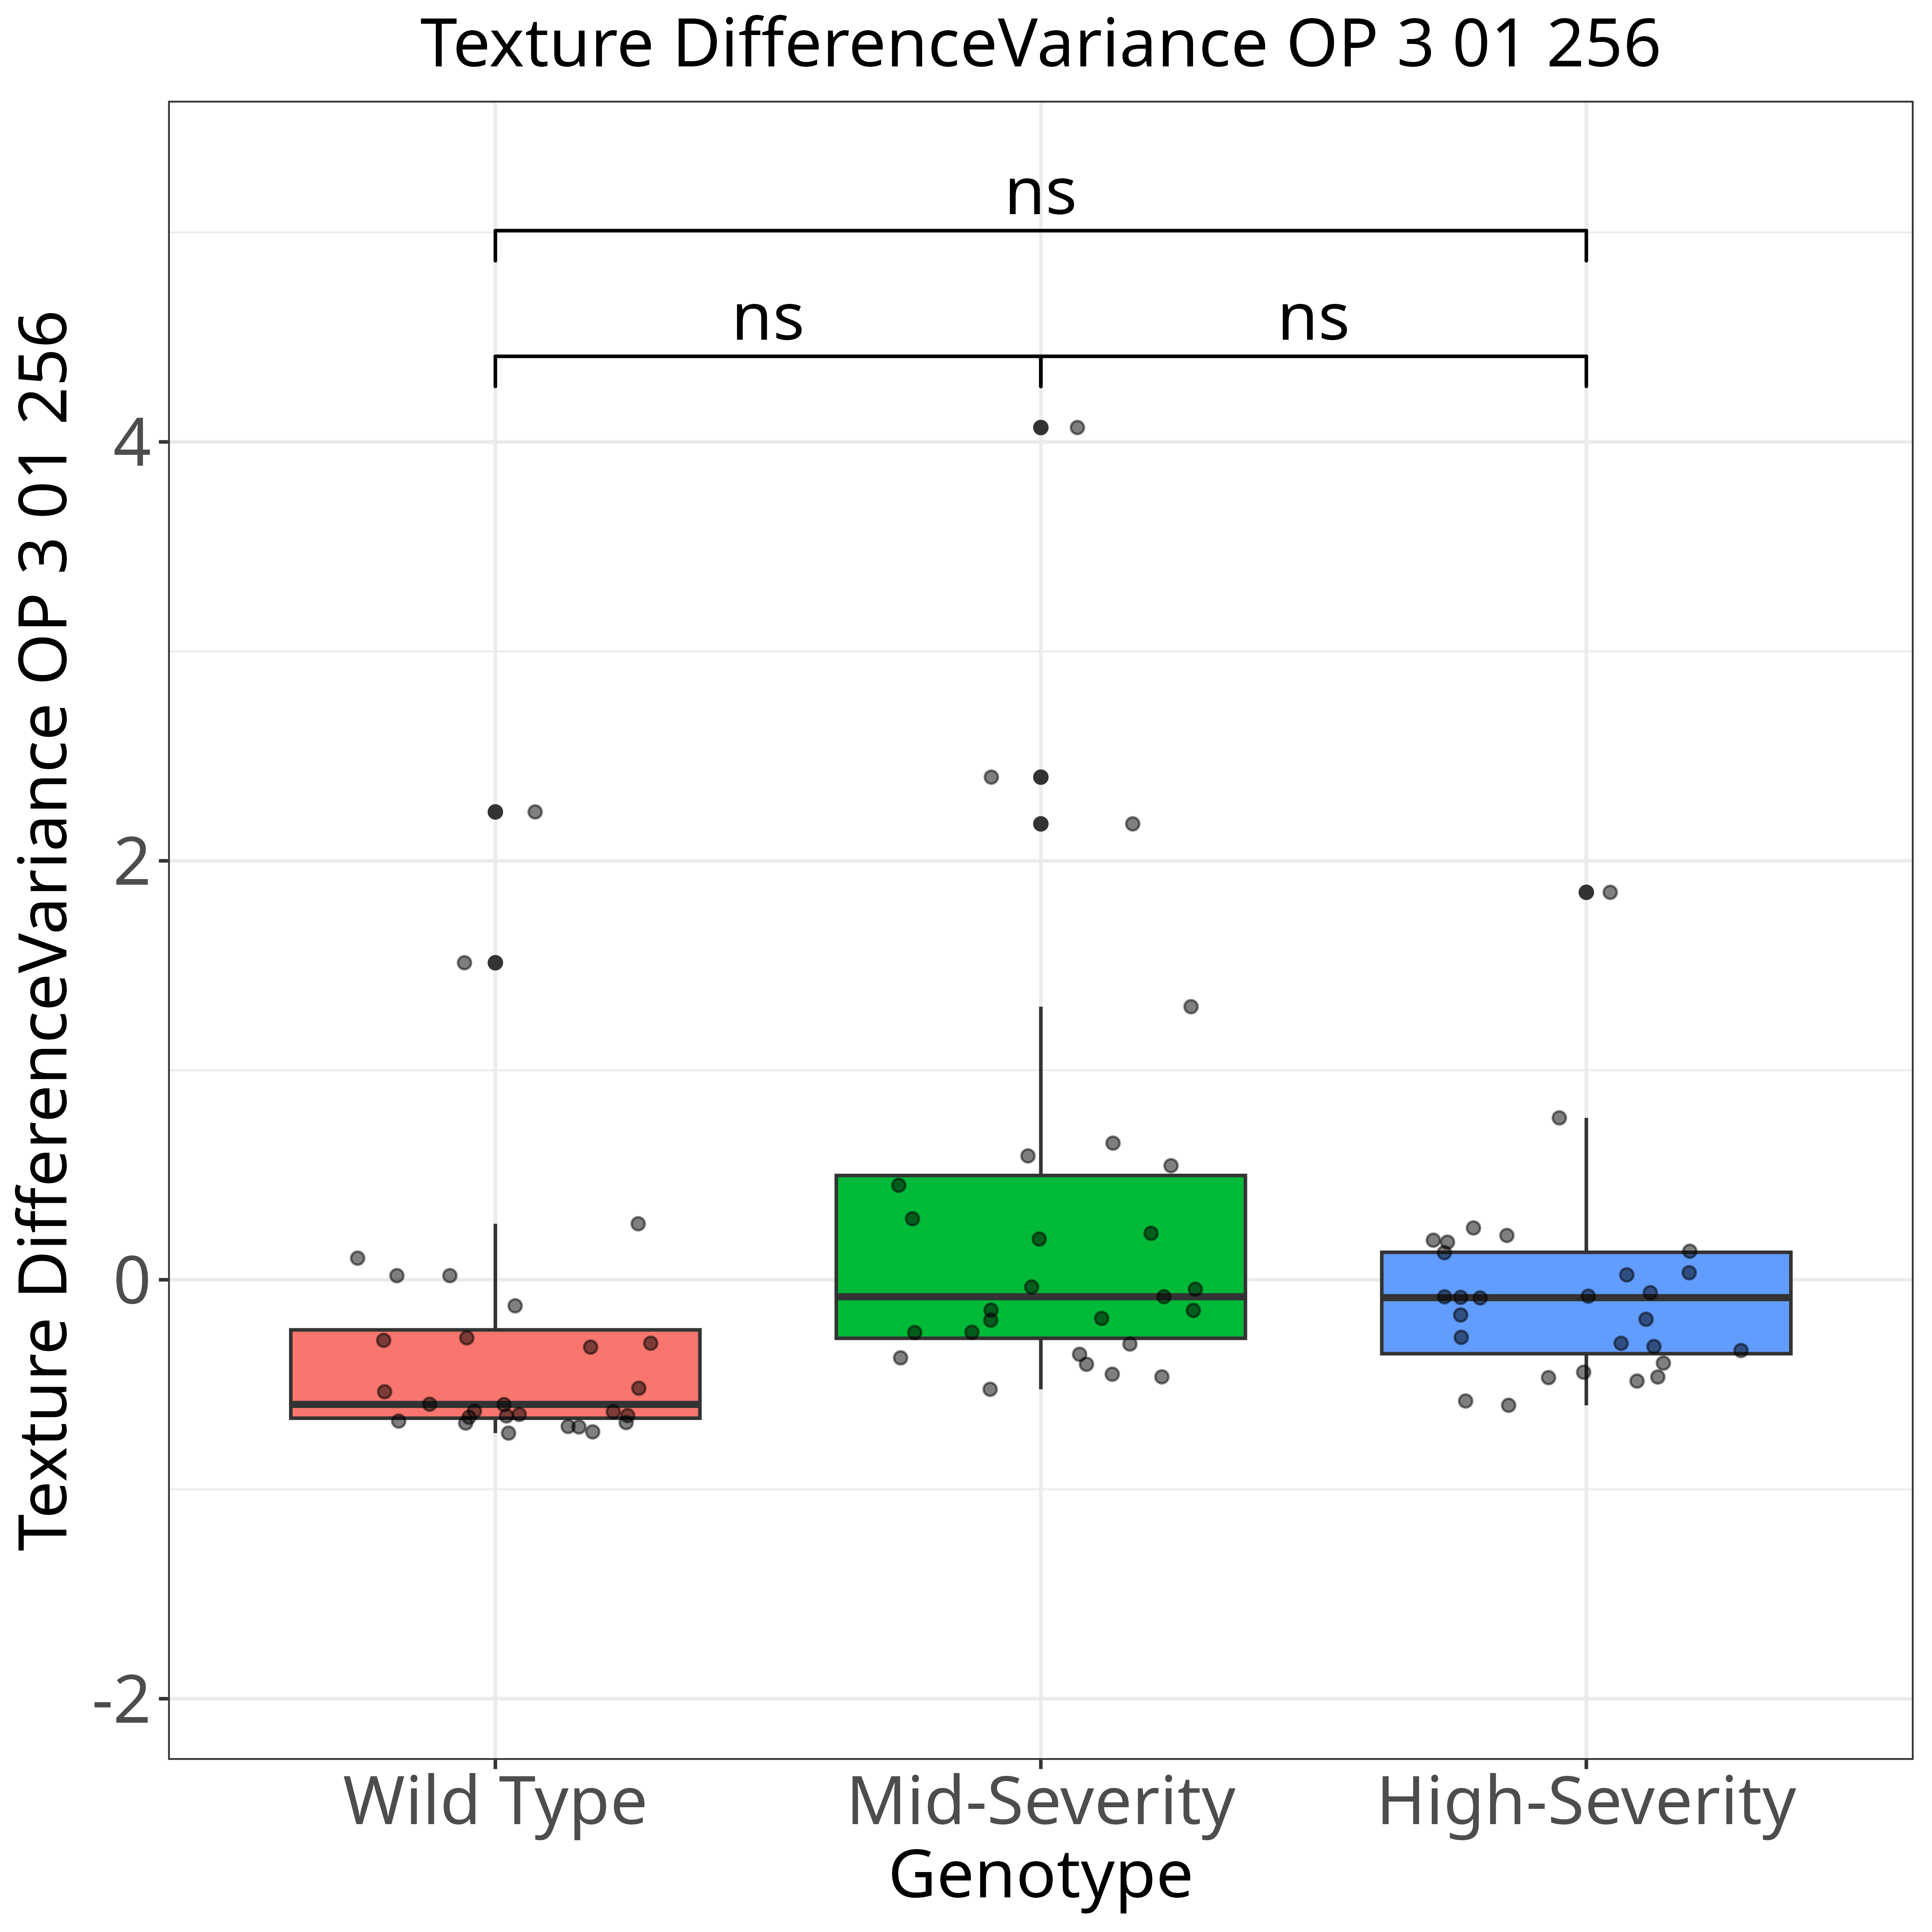 Texture DifferenceVariance OP 3 01 256
Texture DifferenceVariance OP 3 01 256
ns
ns ns
4
2
0
-2
Wild Type Mid-Severity High-Severity
Genotype